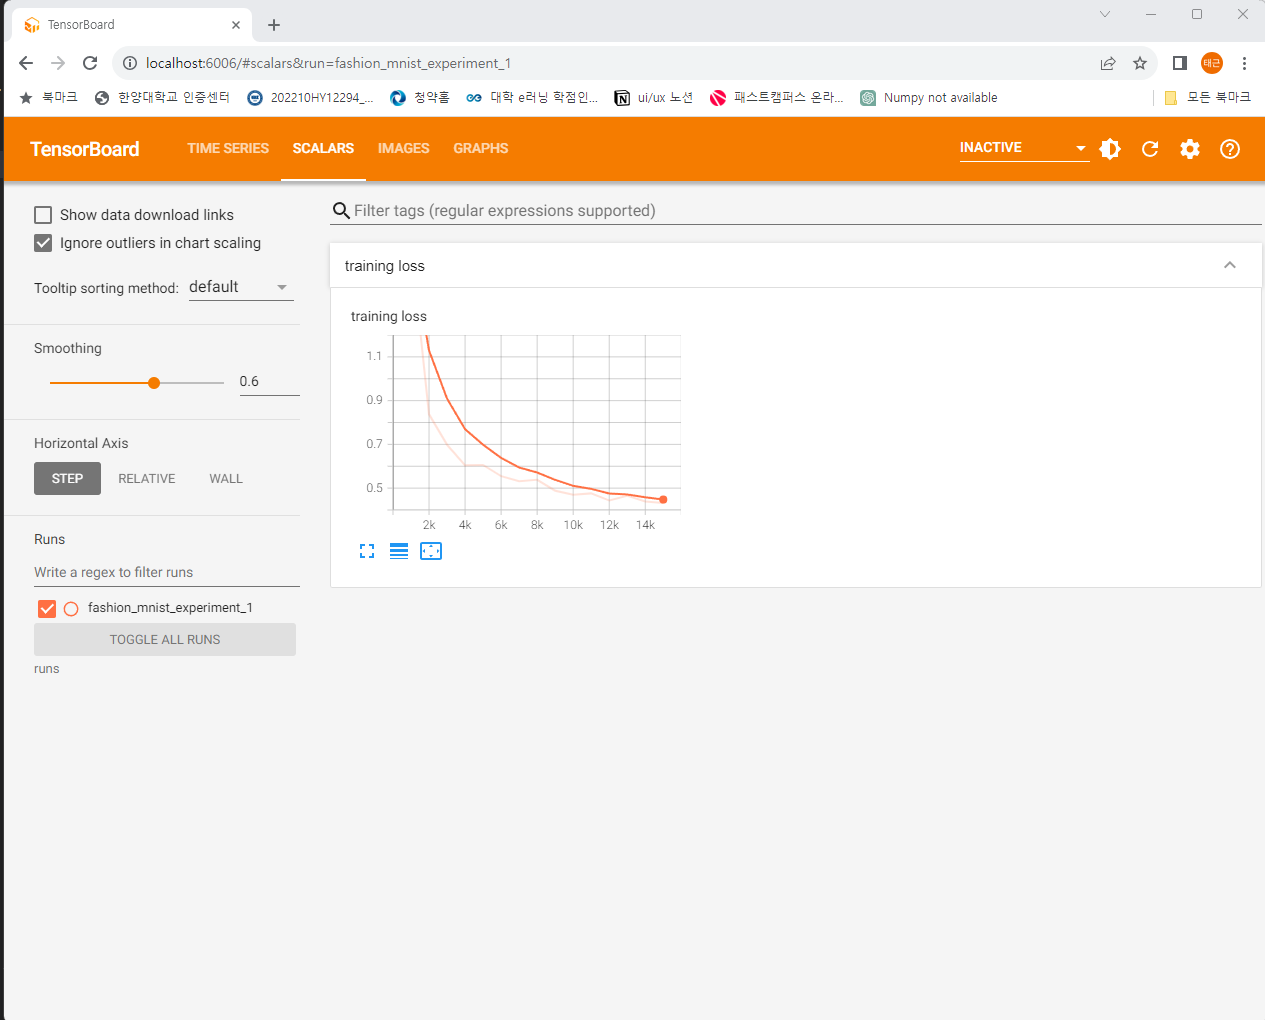 TensorBoard
localhost:6006/#scalars&run=fashion_mnist_experiment_1
태근
북마크
한양대학교 인증센터
202210HY12294_...
청약홈
대학 e러닝 학점인...
ui/ux 노션
패스트캠퍼스 온라...
Numpy not available
모든 북마크
TensorBoard
TIME SERIES
SCALARS
IMAGES
GRAPHS
INACTIVE
Show data download links
Ignore outliers in chart scaling
Tooltip sorting method: default
Smoothing
0.6
Horizontal Axis
STEP
RELATIVE
WALL
Runs
Write a regex to filter runs
fashion_mnist_experiment_1
TOGGLE ALL RUNS
runs
Filter tags (regular expressions supported)
training loss
training loss
1.1
0.9
0.7
0.5
2k 4k 6k 8k 10k 12k 14k